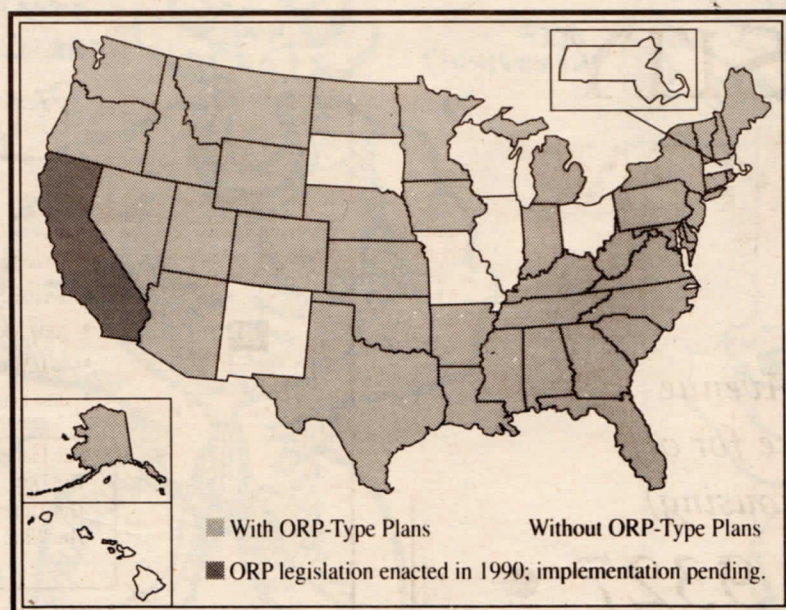 With ORP-Type Plans Without ORP-Type Plans
ORP legislation enacted in 1990; implementation pending.